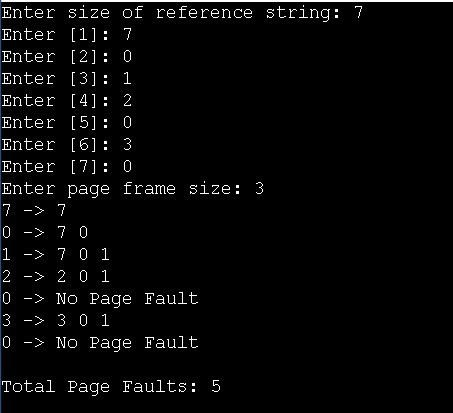 Enter size of reference string: 7
Enter [1]: 7
Enter [2]: 0
Enter [3]: 1
Enter [4]: 2
Enter [5]: 0
Enter [6]: 3
Enter [7]: 0
Enter page frame size: 3
7 -> 7
0 -> 7 0
1 -> 7 0 1
2 -> 2 0 1
0 -> No Page Fault
3 -> 3 0 1
0 -> No Page Fault
Total Page Faults: 5